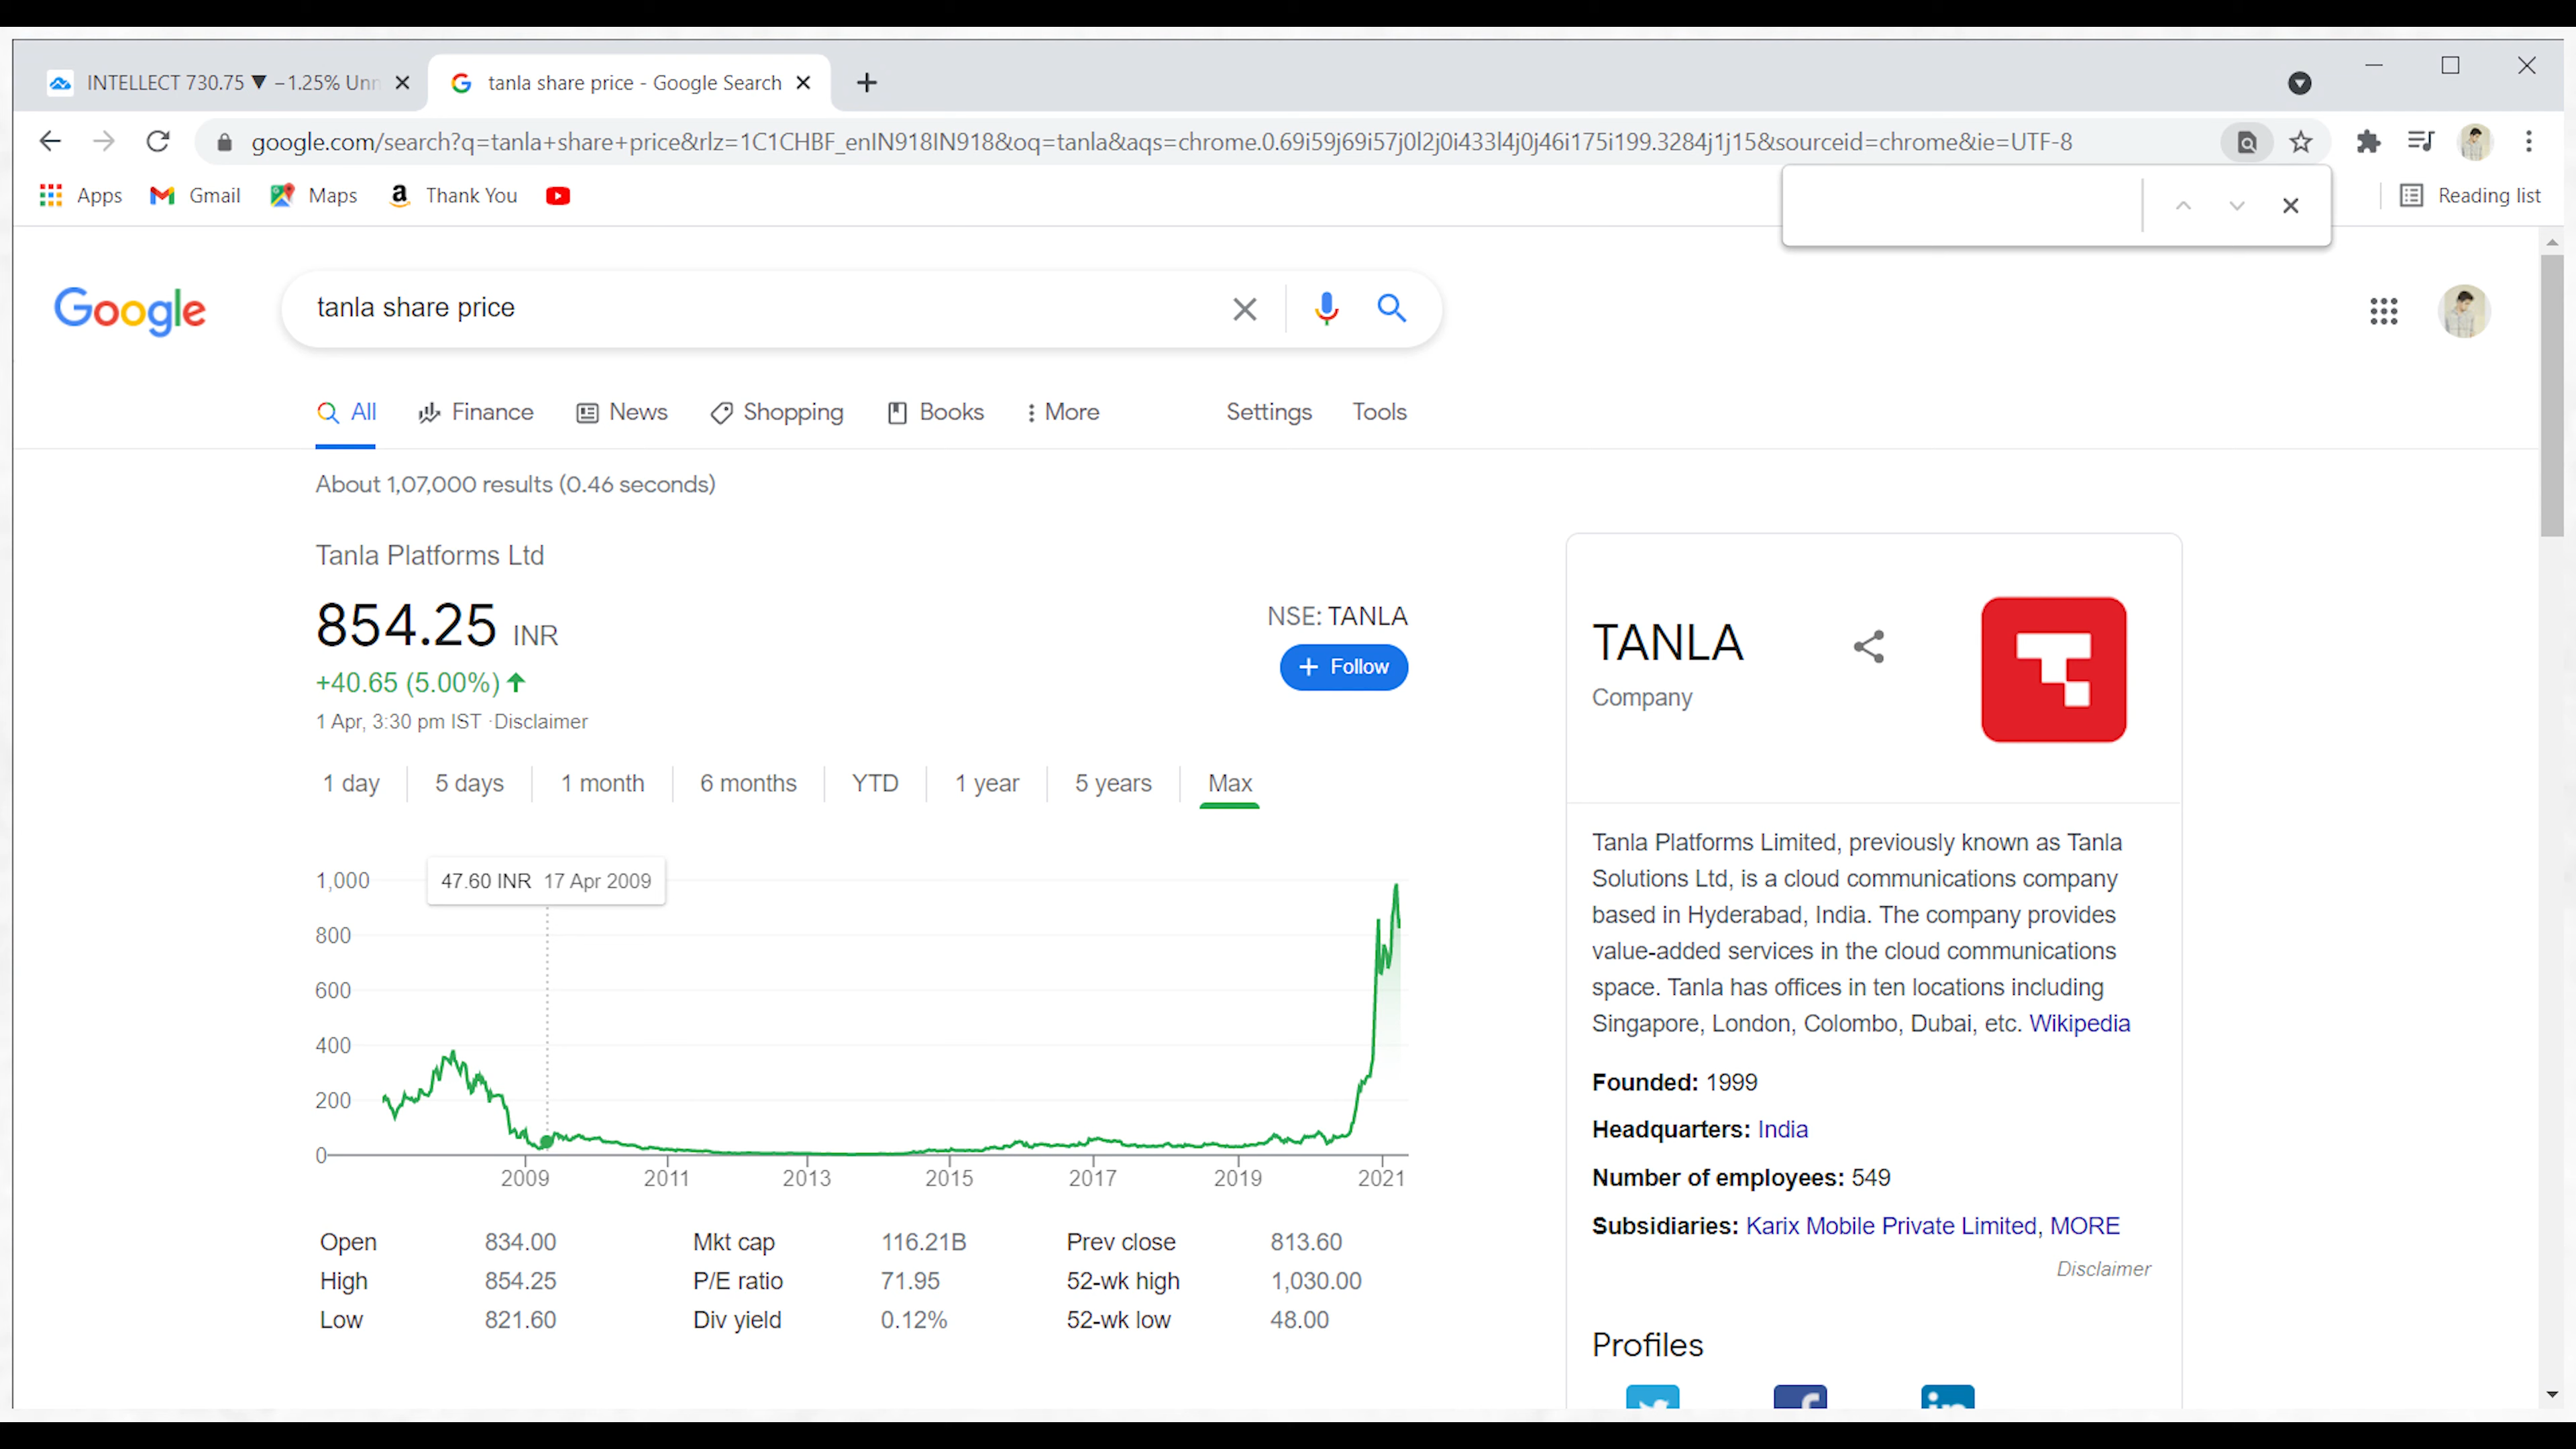 INTELLECT 730.75 ▼ −1.25% Unn
tanla share price - Google Search
google.com/search?q=tanla+share+price&rlz=1C1CHBF_enIN918IN918&oq=tanla&aqs=chrome.0.69i59j69i57j0l2j0i433l4j0j46i175i199.3284j1j15&sourceid=chrome&ie=UTF-8
Apps Gmail Maps Thank You Reading list
Google tanla share price
All Finance News Shopping Books More Settings Tools
About 1,07,000 results (0.46 seconds)
Tanla Platforms Ltd
854.25 INR
NSE: TANLA
+40.65 (5.00%)
+ Follow
1 Apr, 3:30 pm IST ·Disclaimer
1 day 5 days 1 month 6 months YTD 1 year 5 years Max
47.60 INR 17 Apr 2009
1,000
800
600
400
200
0
2009 2011 2013 2015 2017 2019 2021
Open 834.00 Mkt cap 116.21B Prev close 813.60
High 854.25 P/E ratio 71.95 52-wk high 1,030.00
Low 821.60 Div yield 0.12% 52-wk low 48.00
TANLA
Company
Tanla Platforms Limited, previously known as Tanla
Solutions Ltd, is a cloud communications company
based in Hyderabad, India. The company provides
value-added services in the cloud communications
space. Tanla has offices in ten locations including
Singapore, London, Colombo, Dubai, etc. Wikipedia
Founded: 1999
Headquarters: India
Number of employees: 549
Subsidiaries: Karix Mobile Private Limited, MORE
Disclaimer
Profiles